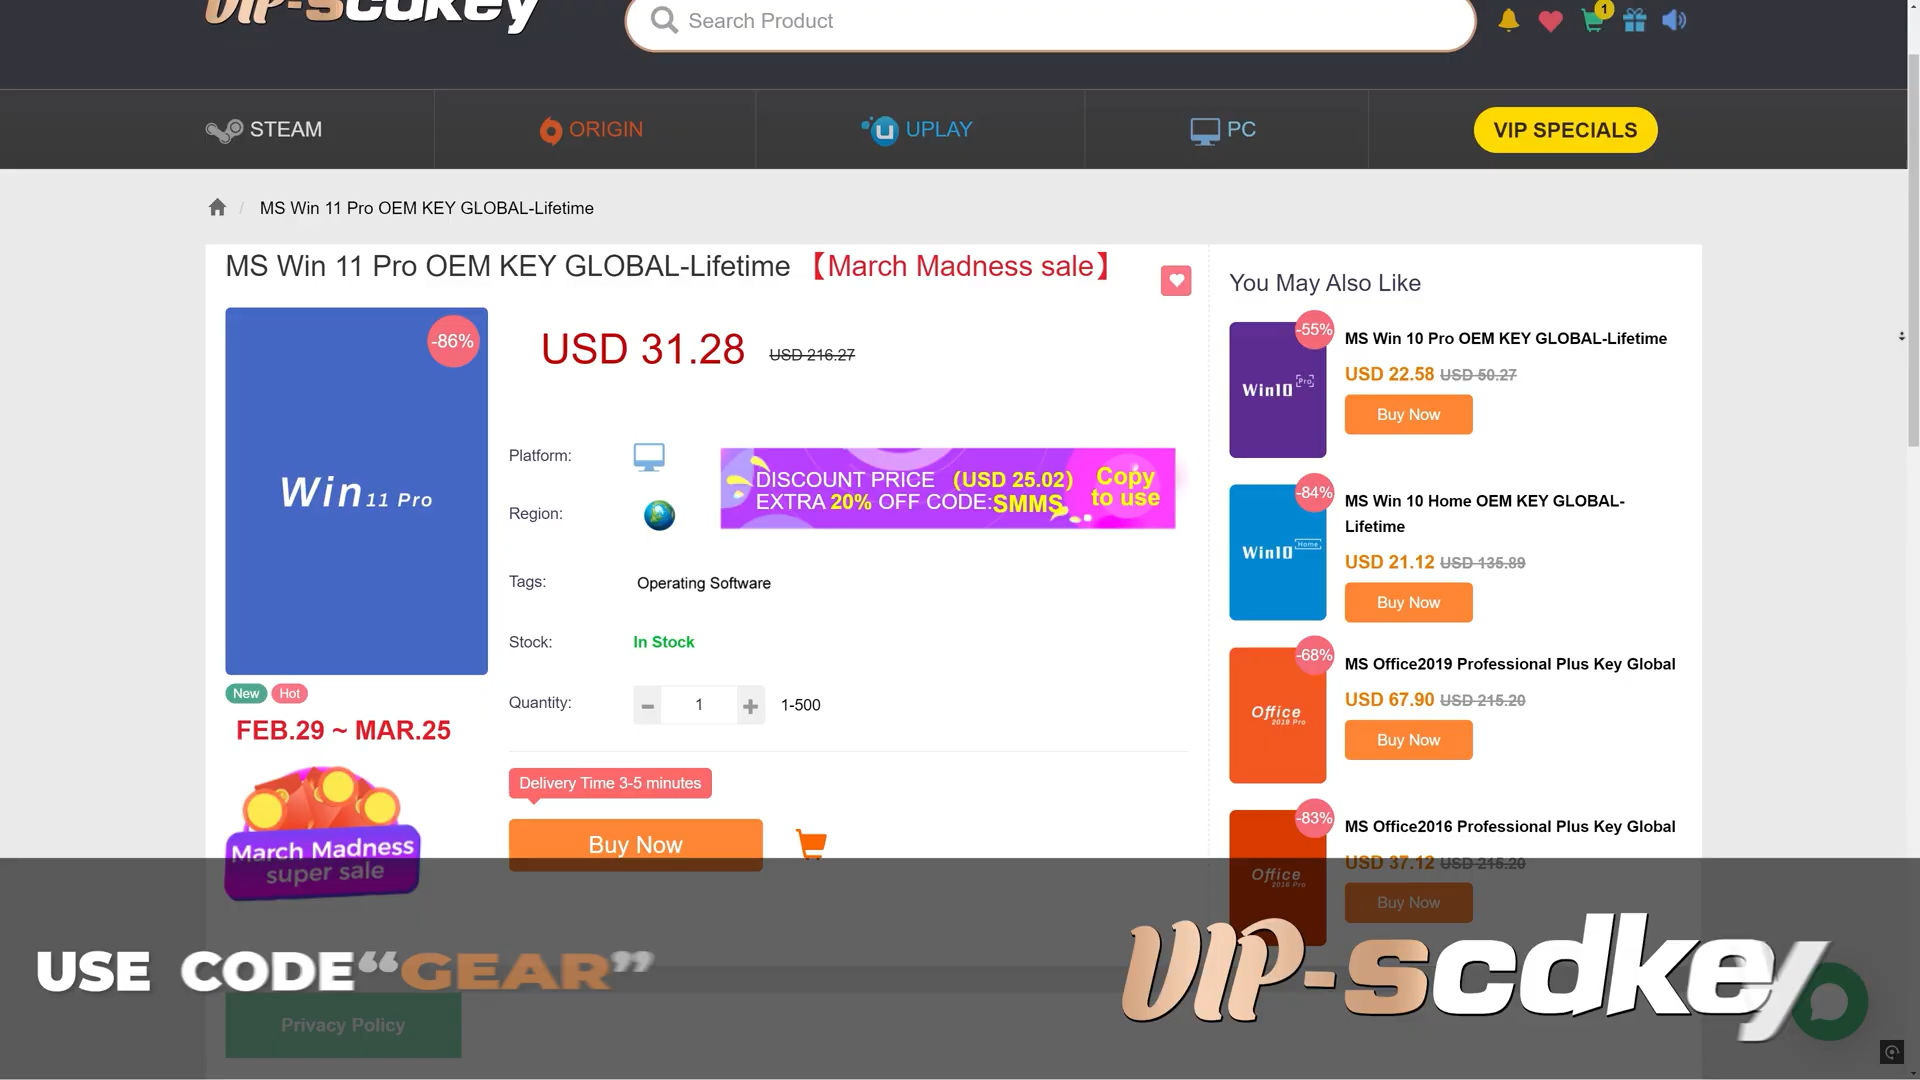 VIP-scdkey
Search Product
1
STEAM
ORIGIN
UPLAY
PC
VIP SPECIALS
/ MS Win 11 Pro OEM KEY GLOBAL-Lifetime
MS Win 11 Pro OEM KEY GLOBAL-Lifetime 【March Madness sale】
-86%
Win 11 Pro
New Hot
FEB.29 ~ MAR.25
March Madness
super sale
USD 31.28 USD 216.27
Platform:
DISCOUNT PRICE (USD 25.02)
EXTRA 20% OFF CODE:SMMS
Copy
to use
Region:
Tags: Operating Software
Stock: In Stock
Quantity: - 1 + 1-500
Delivery Time 3-5 minutes
Buy Now
You May Also Like
-55%
Win10 Pro
MS Win 10 Pro OEM KEY GLOBAL-Lifetime
USD 22.58 USD 50.27
Buy Now
-84%
Win10 Home
MS Win 10 Home OEM KEY GLOBAL-
Lifetime
USD 21.12 USD 135.89
Buy Now
-68%
Office
2019 Pro
MS Office2019 Professional Plus Key Global
USD 67.90 USD 215.20
Buy Now
-83%
Office
2016 Pro
MS Office2016 Professional Plus Key Global
USD 37.12 USD 215.20
Buy Now
USE CODE“GEAR”
VIP-scdkey
Privacy Policy